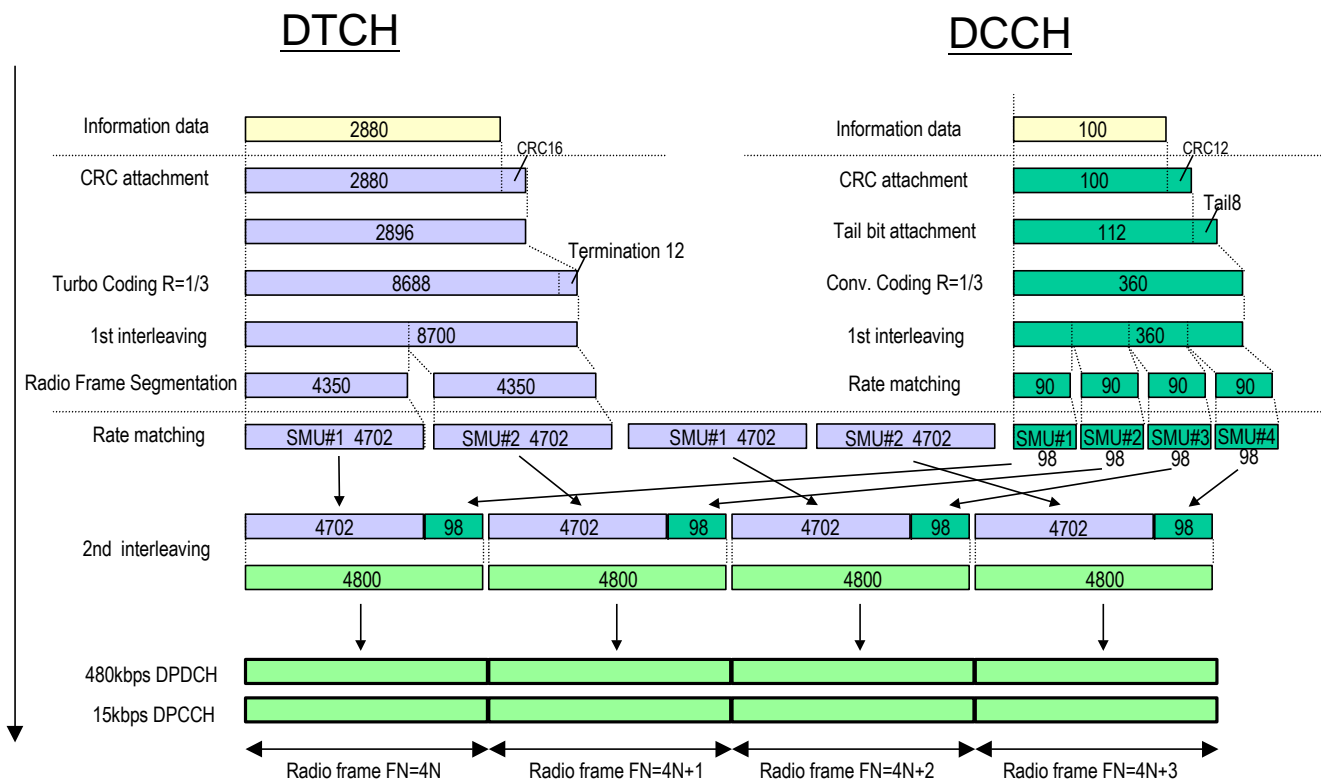 DTCH DCCH
Information data 2880 Information data 100
CRC16 CRC12
CRC attachment 2880 CRC attachment 100
Tail8
2896 Tail bit attachment 112
Termination 12
Turbo Coding R=1/3 8688 Conv. Coding R=1/3 360
1st interleaving 8700 1st interleaving 360
Radio Frame Segmentation 4350 4350 Rate matching 90 90 90 90
Rate matching SMU#1 4702 SMU#2 4702 SMU#1 4702 SMU#2 4702 SMU#1 SMU#2 SMU#3 SMU#4
98 98 98 98
4702 98 4702 98 4702 98 4702 98
2nd interleaving
4800 4800 4800 4800
480kbps DPDCH
15kbps DPCCH
Radio frame FN=4N Radio frame FN=4N+1 Radio frame FN=4N+2 Radio frame FN=4N+3